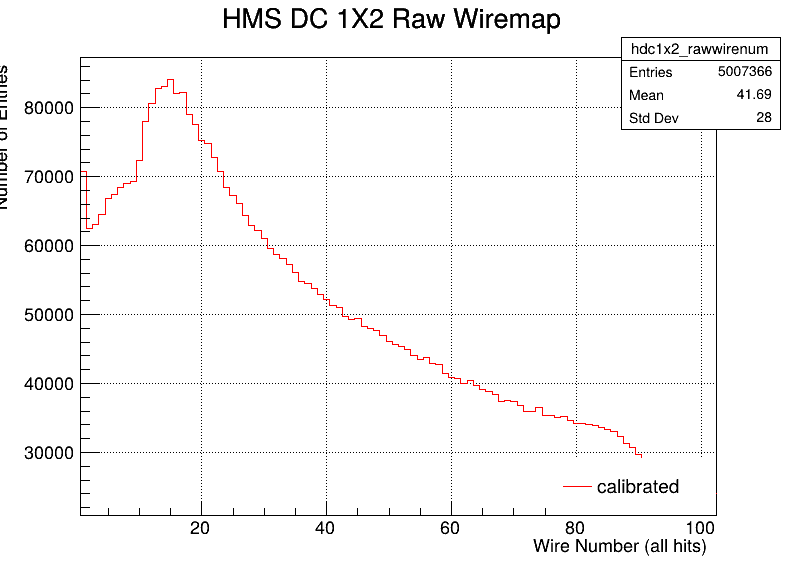 HMS DC 1X2 Raw Wiremap
hdc1x2_rawwirenum
Entries 5007366
Mean 41.69
Std Dev 28
Number of Entries
80000
70000
60000
50000
40000
30000
calibrated
20 40 60 80 100
Wire Number (all hits)